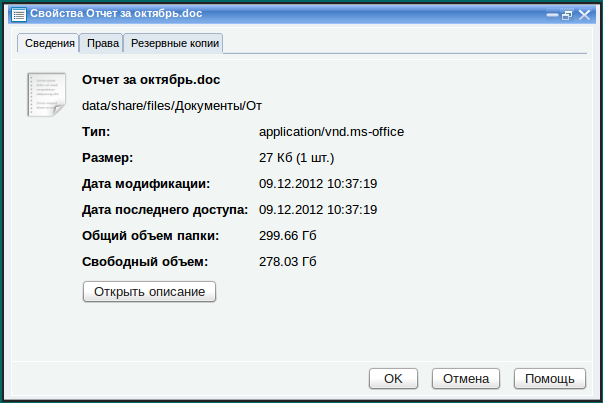 Свойства Отчет за октябрь.doc
Сведения Права Резервные копии
Отчет за октябрь.doc
data/share/files/Документы/От
Тип: application/vnd.ms-office
Размер: 27 Кб (1 шт.)
Дата модификации: 09.12.2012 10:37:19
Дата последнего доступа: 09.12.2012 10:37:19
Общий объем папки: 299.66 Гб
Свободный объем: 278.03 Гб
Открыть описание
OK Отмена Помощь